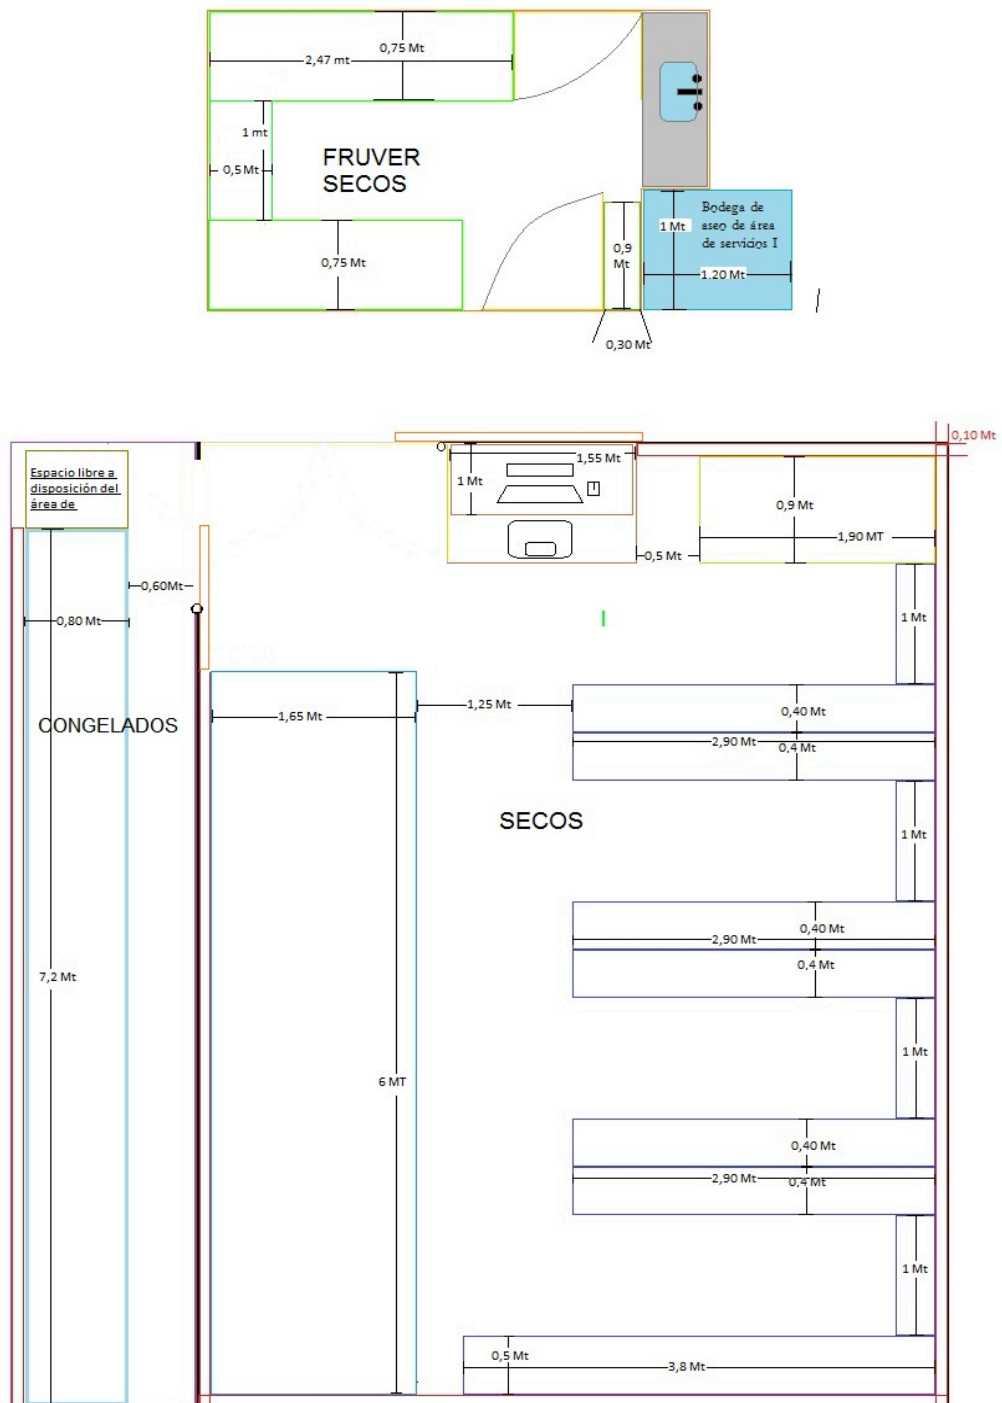 0,75 Mt
2,47 mt
1 mt
0,5 Mt
FRUVER
SECOS
0,75 Mt
Bodega de
aseo de área
de servicios I
1 Mt
1.20 Mt
0,9
Mt
0,30 Mt
0,10 Mt
Espacio libre a
disposición del
área de
1,55 Mt
1 Mt
0,9 Mt
1,90 MT
0,5 Mt
0,60Mt
0,80 Mt
1 Mt
CONGELADOS
1,65 Mt
1,25 Mt
0,40 Mt
2,90 Mt
0,4 Mt
SECOS
1 Mt
0,40 Mt
2,90 Mt
0,4 Mt
7,2 Mt
1 Mt
6 MT
0,40 Mt
2,90 Mt
0,4 Mt
1 Mt
0,5 Mt
3,8 Mt